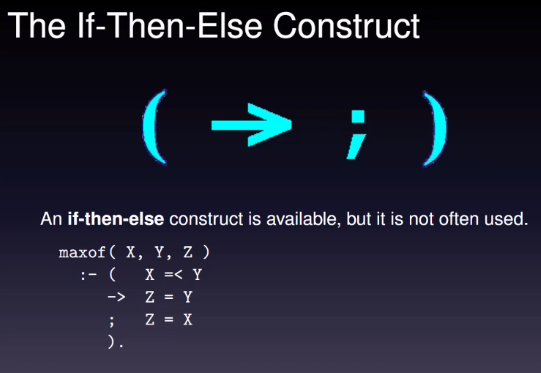 The If-Then-Else Construct
( -> ; )
An if-then-else construct is available, but it is not often used.
maxof( X, Y, Z )
:- ( X =< Y
-> Z = Y
; Z = X
).